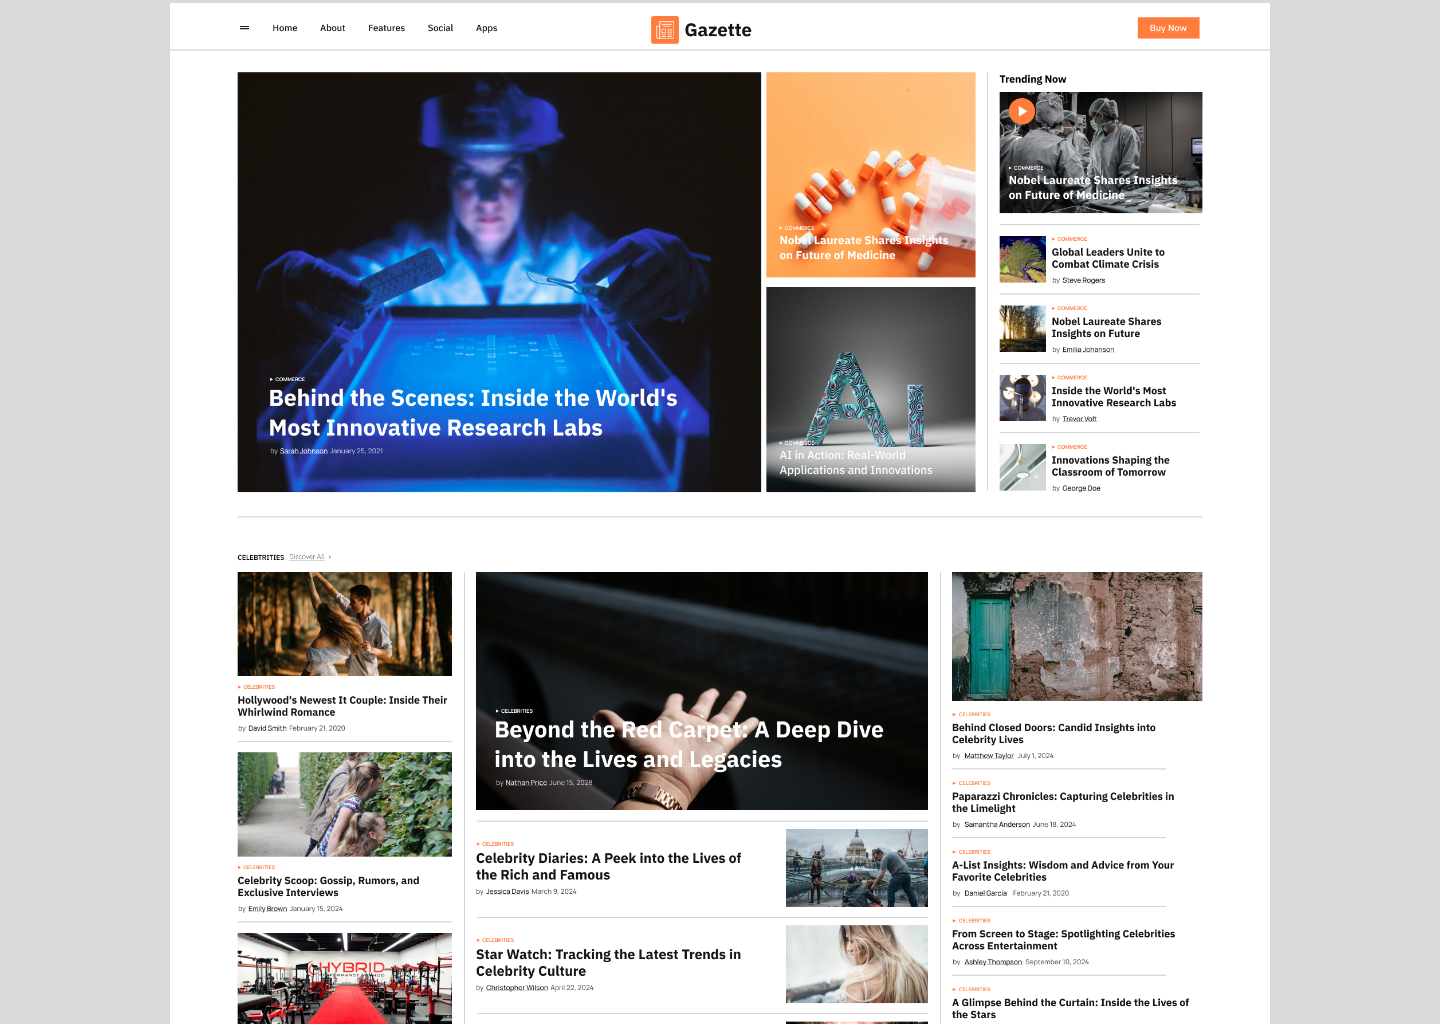 Home About Features Social Apps
Gazette
Buy Now
COMMERCE
Behind the Scenes: Inside the World's
Most Innovative Research Labs
by Sarah Johnson January 25, 2021
COMMERCE
Nobel Laureate Shares Insights
on Future of Medicine
COMMERCE
AI in Action: Real-World
Applications and Innovations
Trending Now
COMMERCE
Nobel Laureate Shares Insights
on Future of Medicine
COMMERCE
Global Leaders Unite to
Combat Climate Crisis
by Steve Rogers
COMMERCE
Nobel Laureate Shares
Insights on Future
by Emilia Johanson
COMMERCE
Inside the World's Most
Innovative Research Labs
by Trevor Volt
COMMERCE
Innovations Shaping the
Classroom of Tomorrow
by George Doe
CELEBTRITIES Discover All
CELEBRITIES
Hollywood's Newest It Couple: Inside Their
Whirlwind Romance
by David Smith February 21, 2020
CELEBRITIES
Celebrity Scoop: Gossip, Rumors, and
Exclusive Interviews
by Emily Brown January 15, 2024
HYBRID
CELEBRITIES
Beyond the Red Carpet: A Deep Dive
into the Lives and Legacies
by Nathan Price June 15, 2028
CELEBRITIES
Celebrity Diaries: A Peek into the Lives of
the Rich and Famous
by Jessica Davis March 9, 2024
CELEBRITIES
Star Watch: Tracking the Latest Trends in
Celebrity Culture
by Christopher Wilson April 22, 2024
CELEBRITIES
Behind Closed Doors: Candid Insights into
Celebrity Lives
by Matthew Taylor July 1, 2024
CELEBRITIES
Paparazzi Chronicles: Capturing Celebrities in
the Limelight
by Samantha Anderson June 18, 2024
CELEBRITIES
A-List Insights: Wisdom and Advice from Your
Favorite Celebrities
by Daniel Garcia February 21, 2020
CELEBRITIES
From Screen to Stage: Spotlighting Celebrities
Across Entertainment
by Ashley Thompson September 10, 2024
CELEBRITIES
A Glimpse Behind the Curtain: Inside the Lives of
the Stars